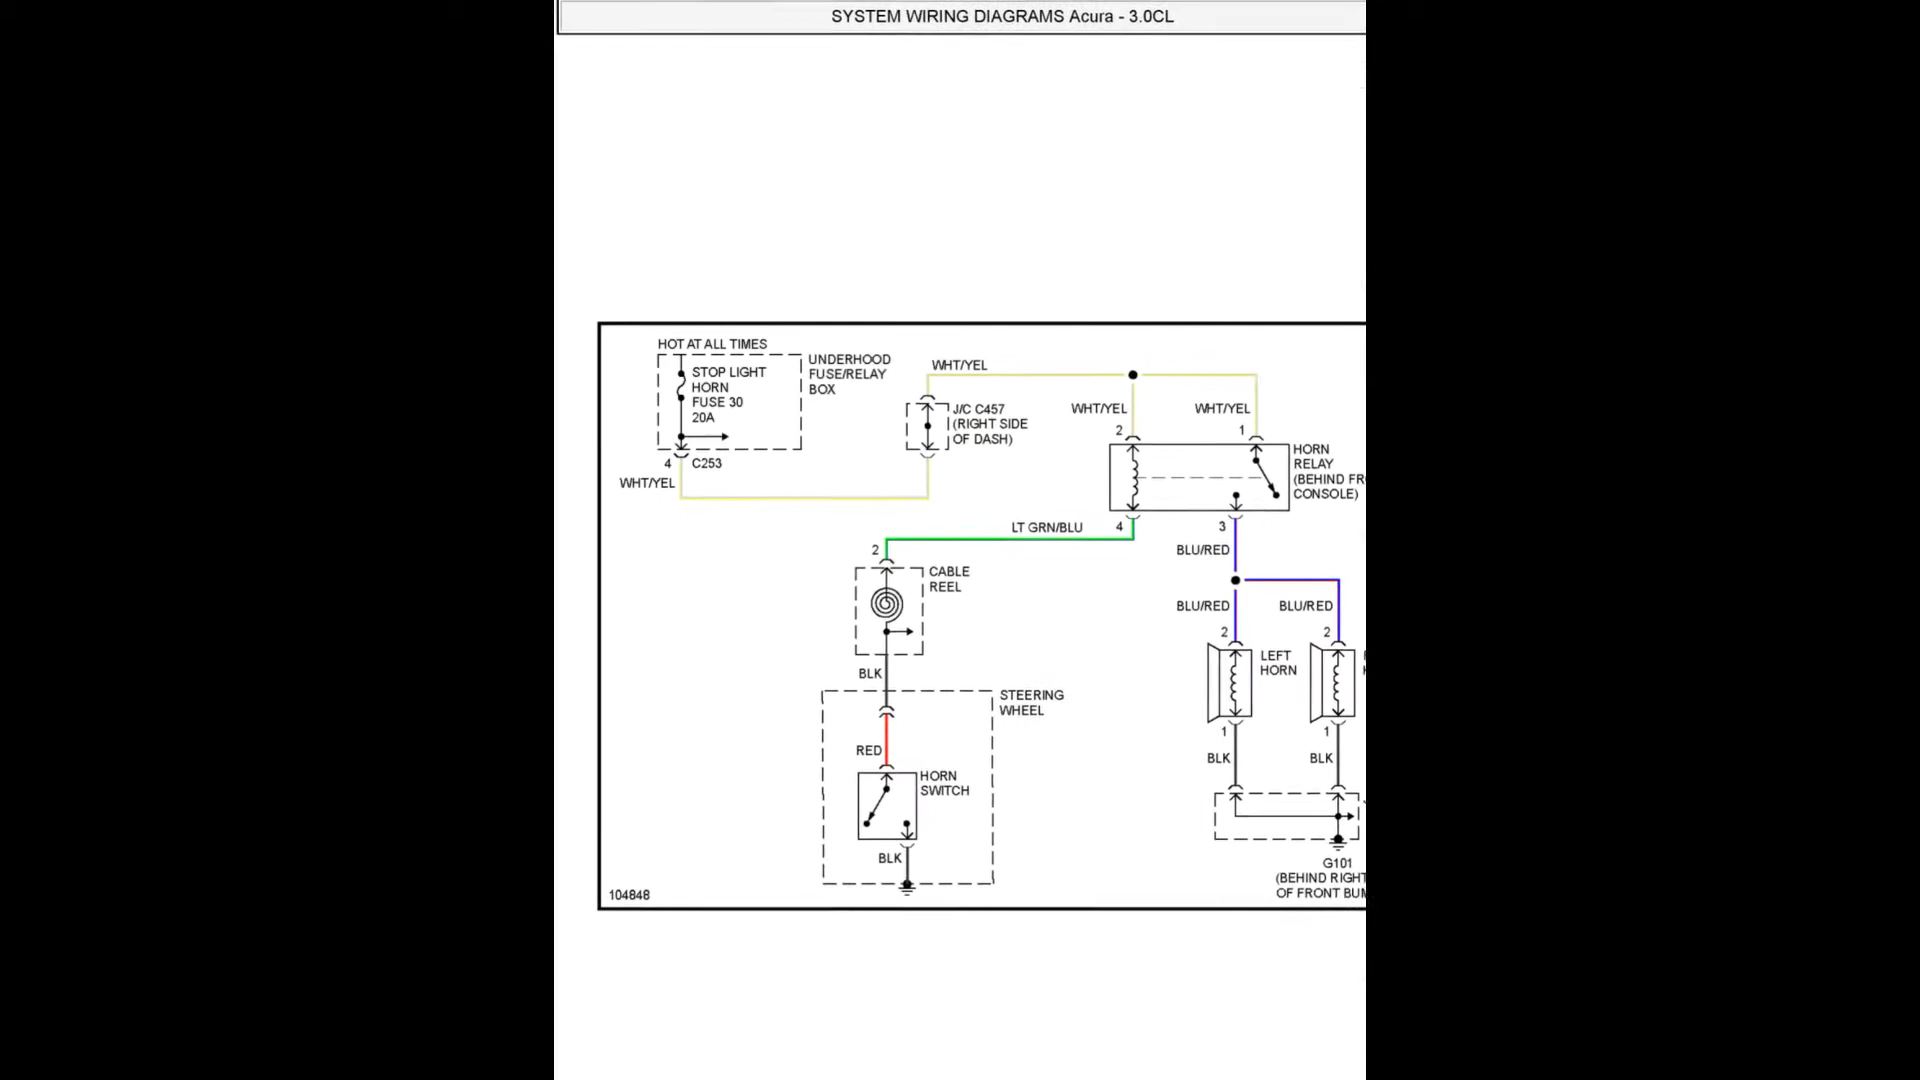 SYSTEM WIRING DIAGRAMS Acura - 3.0CL
HOT AT ALL TIMES
STOP LIGHT
HORN
FUSE 30
20A
UNDERHOOD
FUSE/RELAY
BOX
4
C253
WHT/YEL
WHT/YEL
J/C C457
(RIGHT SIDE
OF DASH)
WHT/YEL
WHT/YEL
2
1
HORN
RELAY
(BEHIND FR
CONSOLE)
4
3
LT GRN/BLU
BLU/RED
2
CABLE
REEL
BLU/RED
BLU/RED
2
2
LEFT
HORN
BLK
STEERING
WHEEL
1
1
RED
BLK
BLK
HORN
SWITCH
BLK
G101
(BEHIND RIGHT
OF FRONT BUM
104848